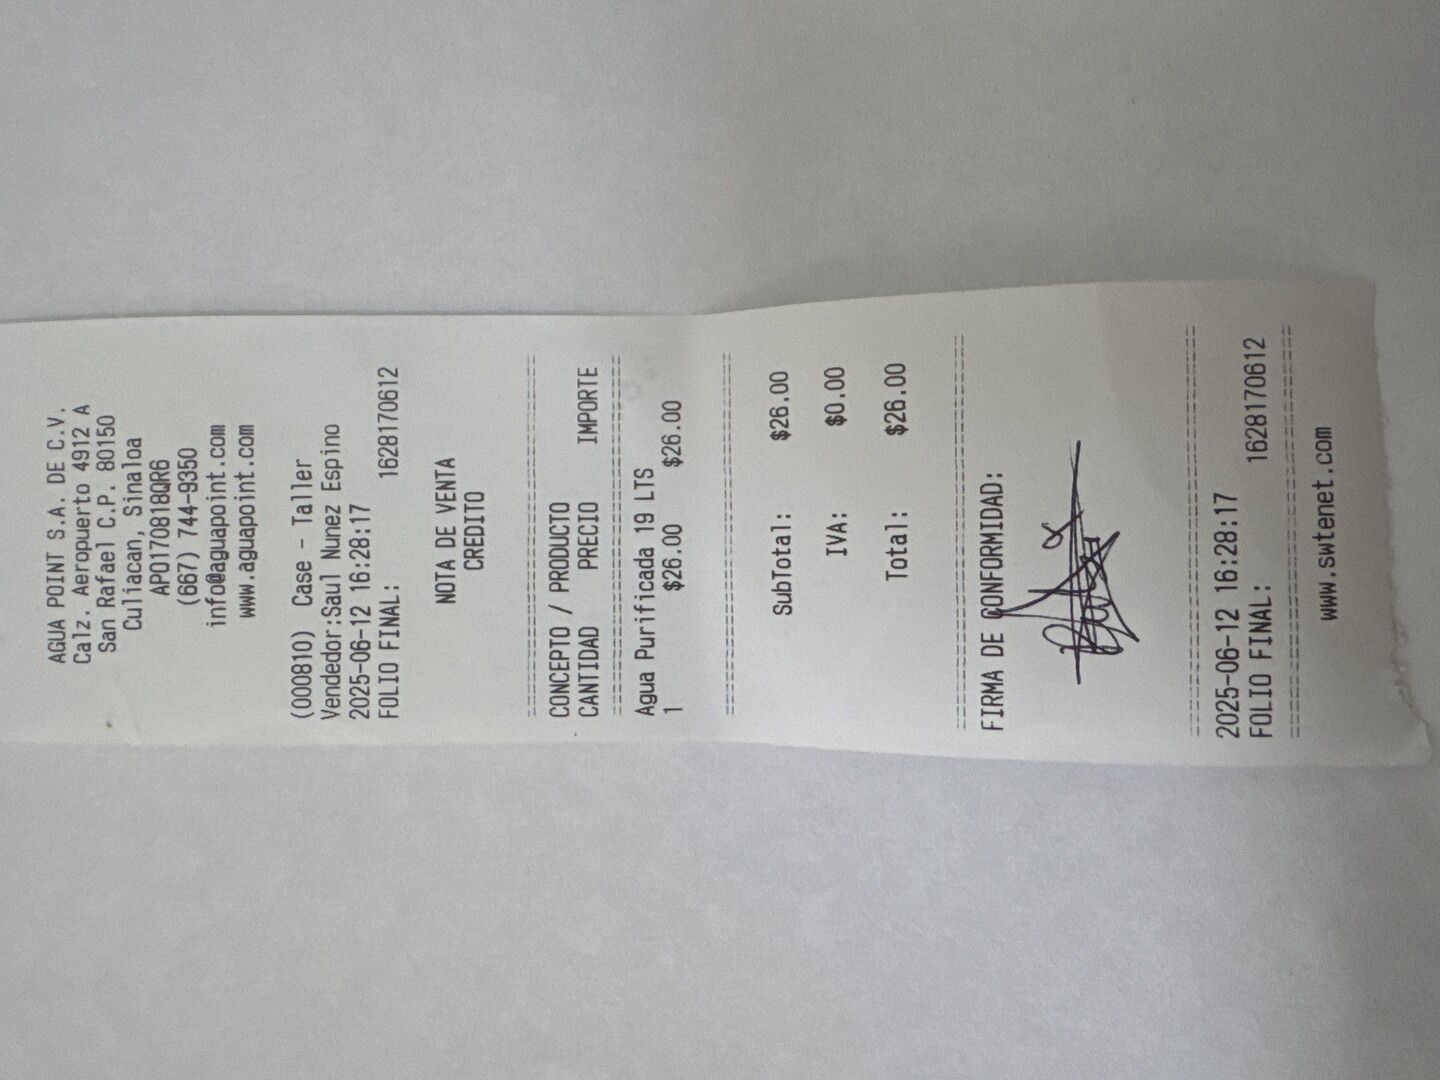 AGUA POINT S.A. DE C.V.
Calz. Aeropuerto 4912 A
San Rafael C.P. 80150
Culiacan, Sinaloa
APO170818QR6
(667) 744-9350
info@aguapoint.com
www.aguapoint.com
(000810) Case - Taller
Vendedor:Saul Nunez Espino
2025-06-12 16:28:17
FOLIO FINAL: 1628170612
NOTA DE VENTA
CREDITO
CONCEPTO / PRODUCTO
CANTIDAD PRECIO IMPORTE
Agua Purificada 19 LTS
1 $26.00 $26.00
SubTotal: $26.00
IVA: $0.00
Total: $26.00
FIRMA DE CONFORMIDAD:
2025-06-12 16:28:17
FOLIO FINAL: 1628170612
www.swtenet.com